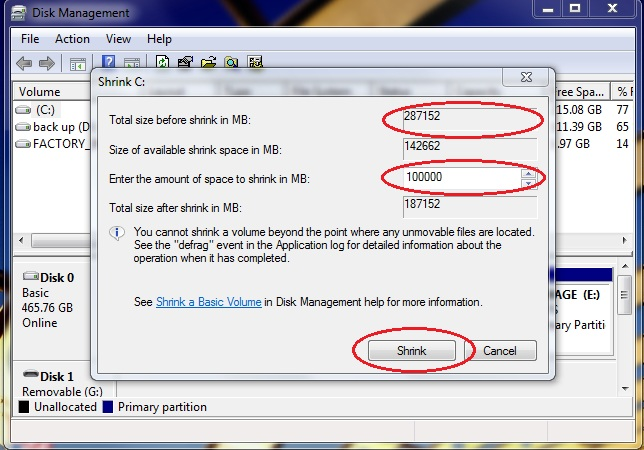 Disk Management
File Action View Help
Shrink C:
Volume
Free Spa... % F
(C:) 15.08 GB 77
back up (D 11.39 GB 65
FACTORY_ .97 GB 14
Total size before shrink in MB: 287152
Size of available shrink space in MB: 142662
Enter the amount of space to shrink in MB: 100000
Total size after shrink in MB: 187152
You cannot shrink a volume beyond the point where any unmovable files are located.
See the "defrag" event in the Application log for detailed information about the
operation when it has completed.
See Shrink a Basic Volume in Disk Management help for more information.
Shrink Cancel
Disk 0
Basic
465.76 GB
Online
AGE (E:)
ary Partiti
Disk 1
Removable (G:)
Unallocated Primary partition